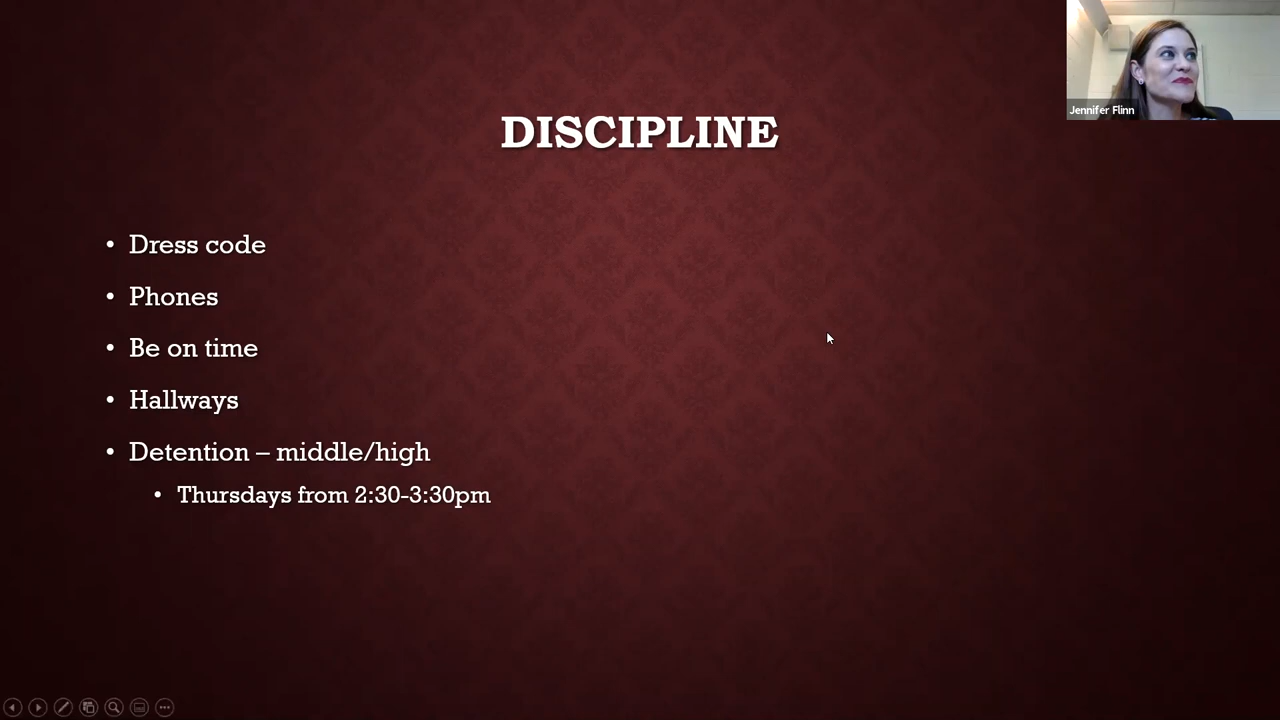 Jennifer Flinn
DISCIPLINE
• Dress code
• Phones
• Be on time
• Hallways
• Detention – middle/high
• Thursdays from 2:30-3:30pm